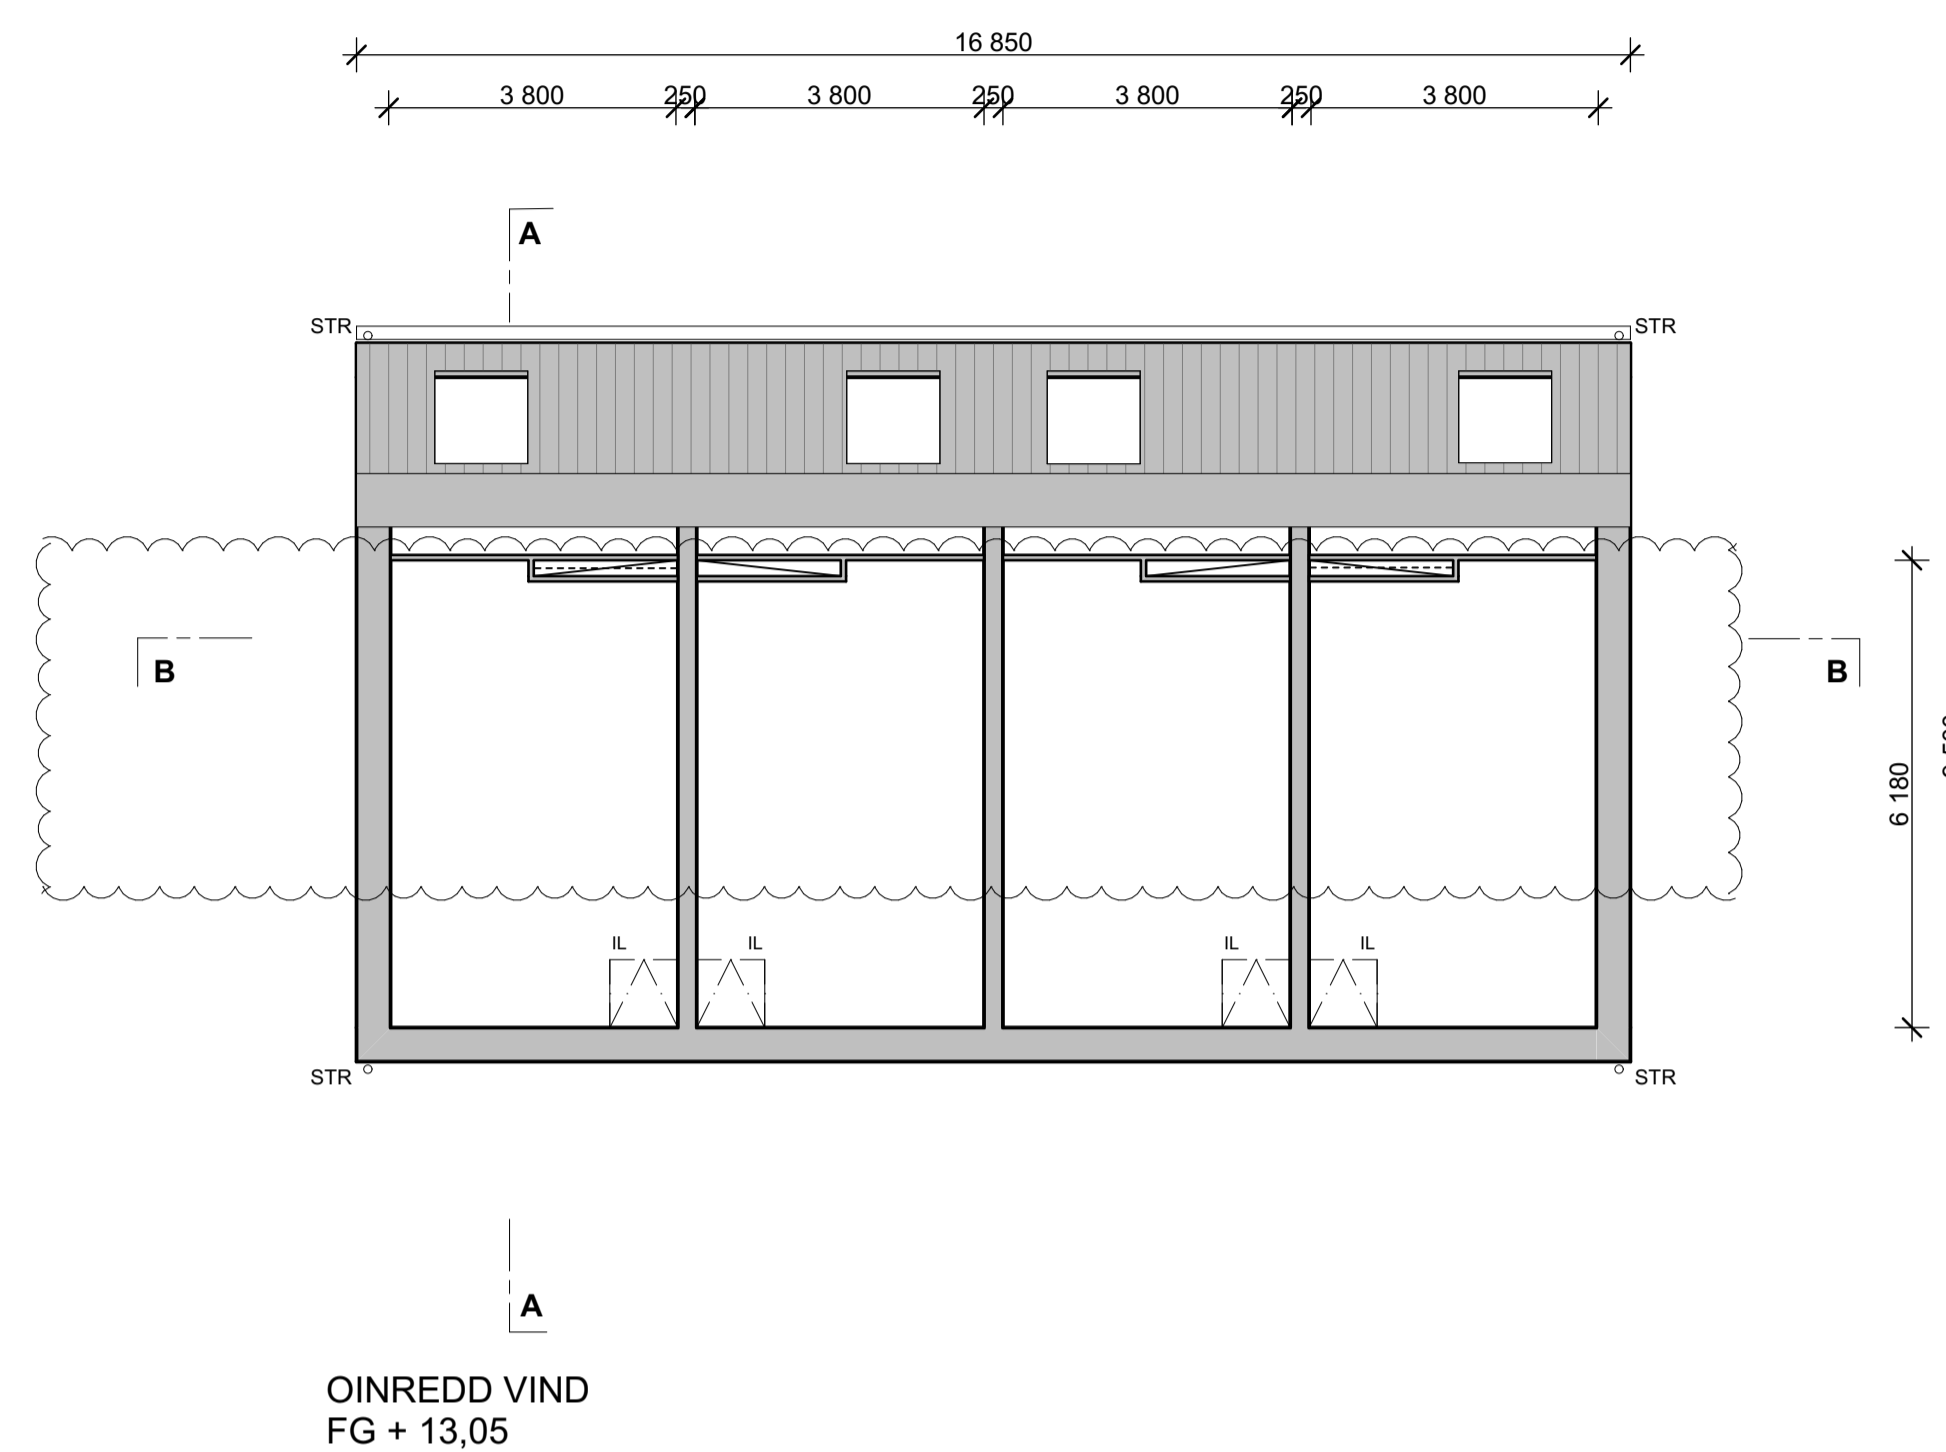 16 850
3 800 250 3 800 250 3 800 250 3 800
A
STR STR
B B
6 180
IL IL IL IL
STR STR
A
OINREDD VIND
FG + 13,05